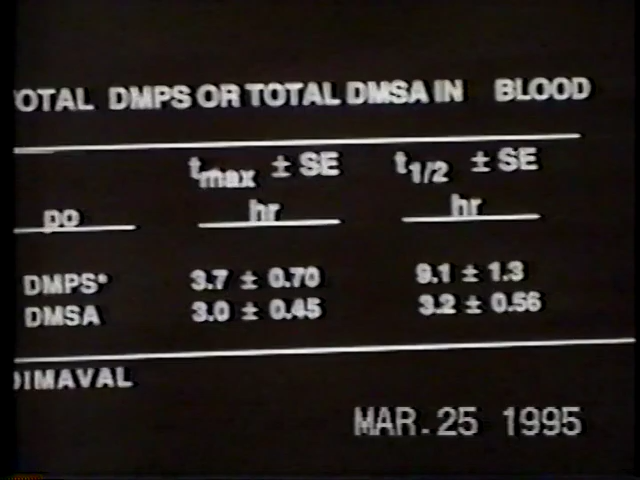 OTAL DMPS OR TOTAL DMSA IN BLOOD
tmax ± SE t1/2 ± SE
po hr hr
DMPS* 3.7 ± 0.70 9.1 ± 1.3
DMSA 3.0 ± 0.45 3.2 ± 0.56
DIMAVAL
MAR. 25 1995